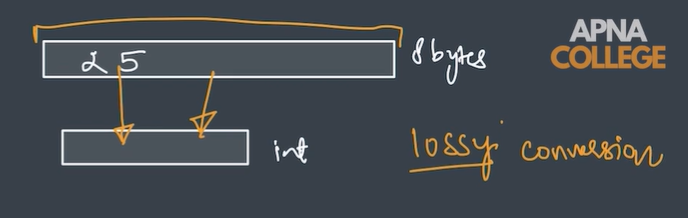 APNA
COLLEGE
25
8 bytes
int
lossy conversion